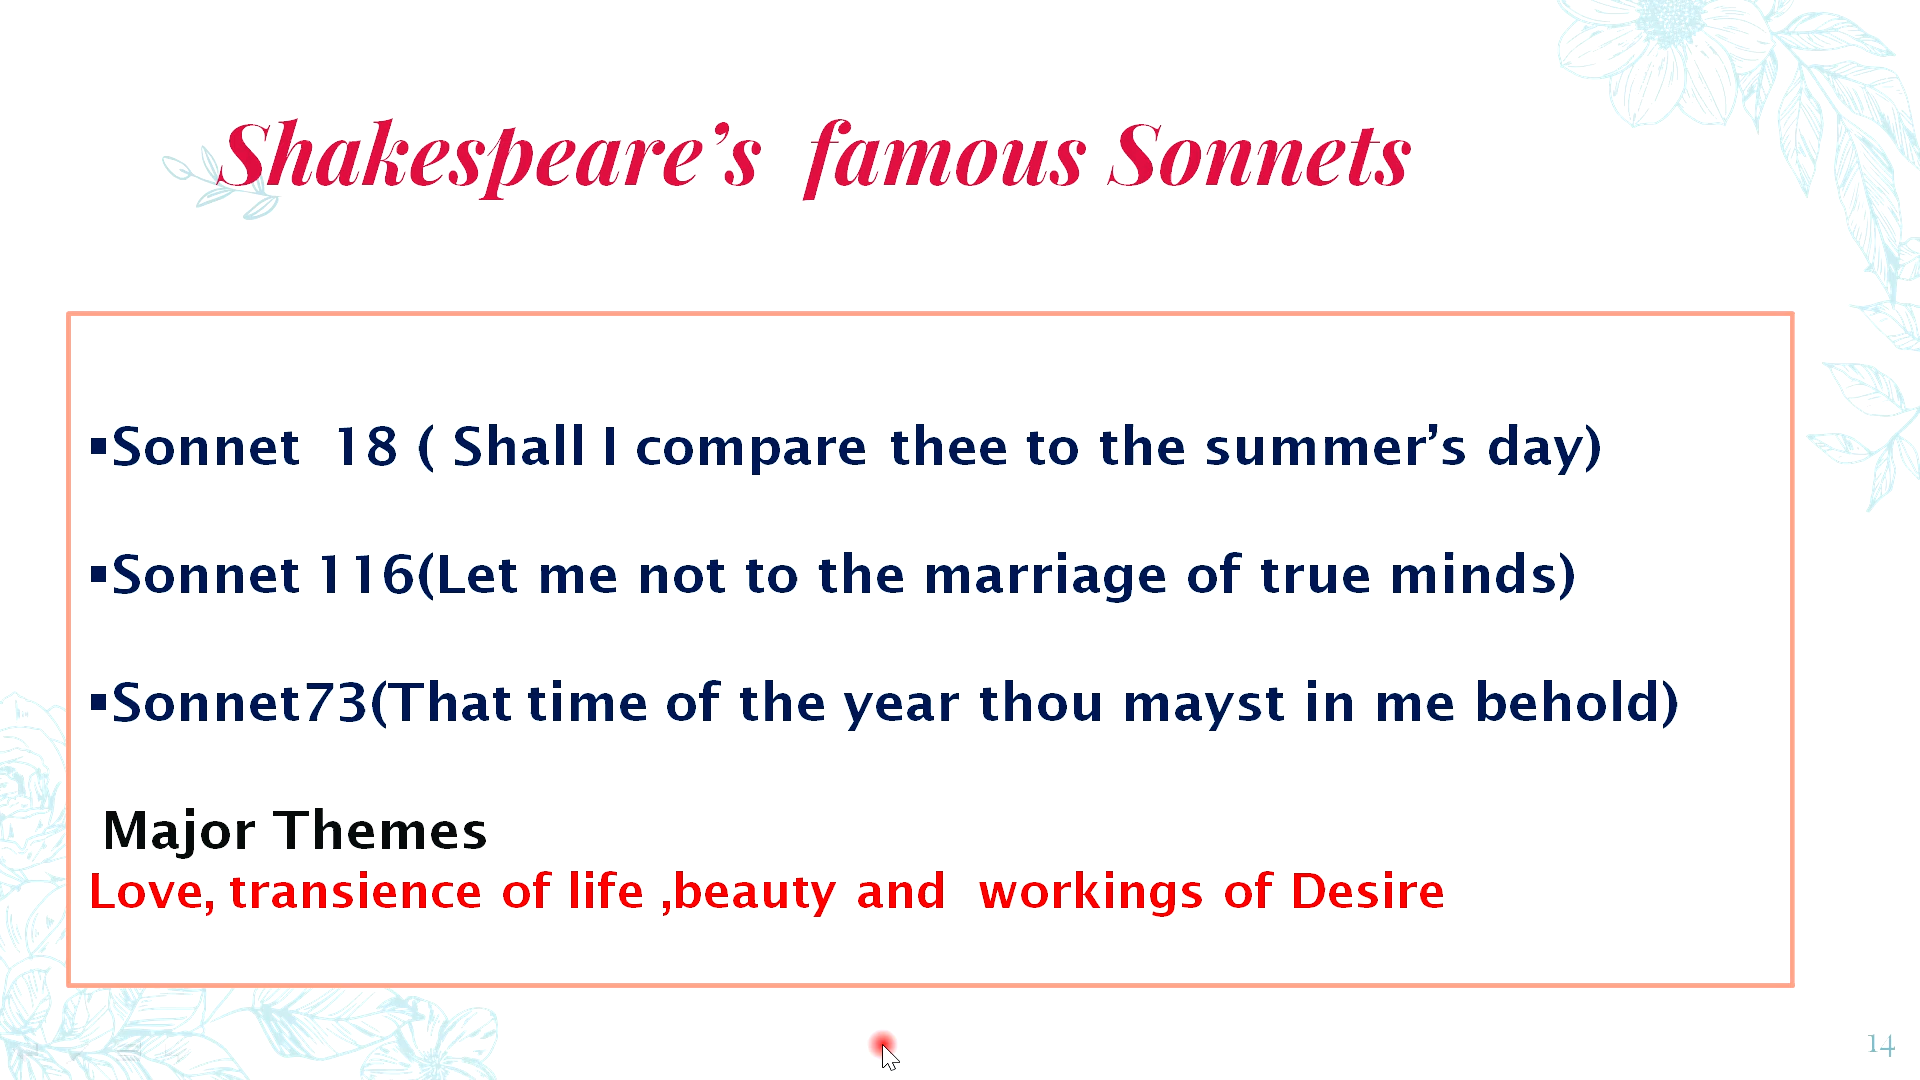 Shakespeare’s famous Sonnets
▪Sonnet 18 ( Shall I compare thee to the summer’s day)
▪Sonnet 116(Let me not to the marriage of true minds)
▪Sonnet73(That time of the year thou mayst in me behold)
Major Themes
Love, transience of life ,beauty and workings of Desire
14